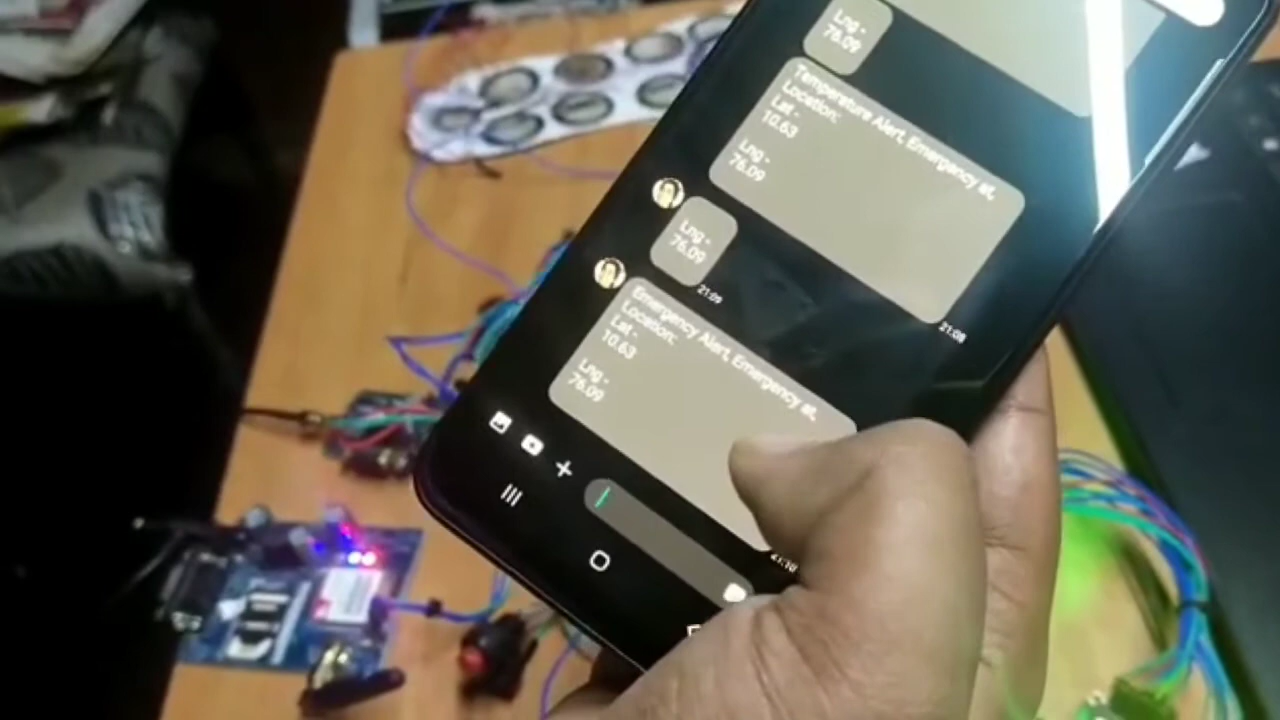 Lng -
76.09
Temperature Alert, Emergency at,
Location:
Lat -
10.63
Lng -
76.09
21:08
Lng -
76.09
21:09
Emergency Alert, Emergency at,
Location:
Lat -
10.63
Lng -
76.09
21:10